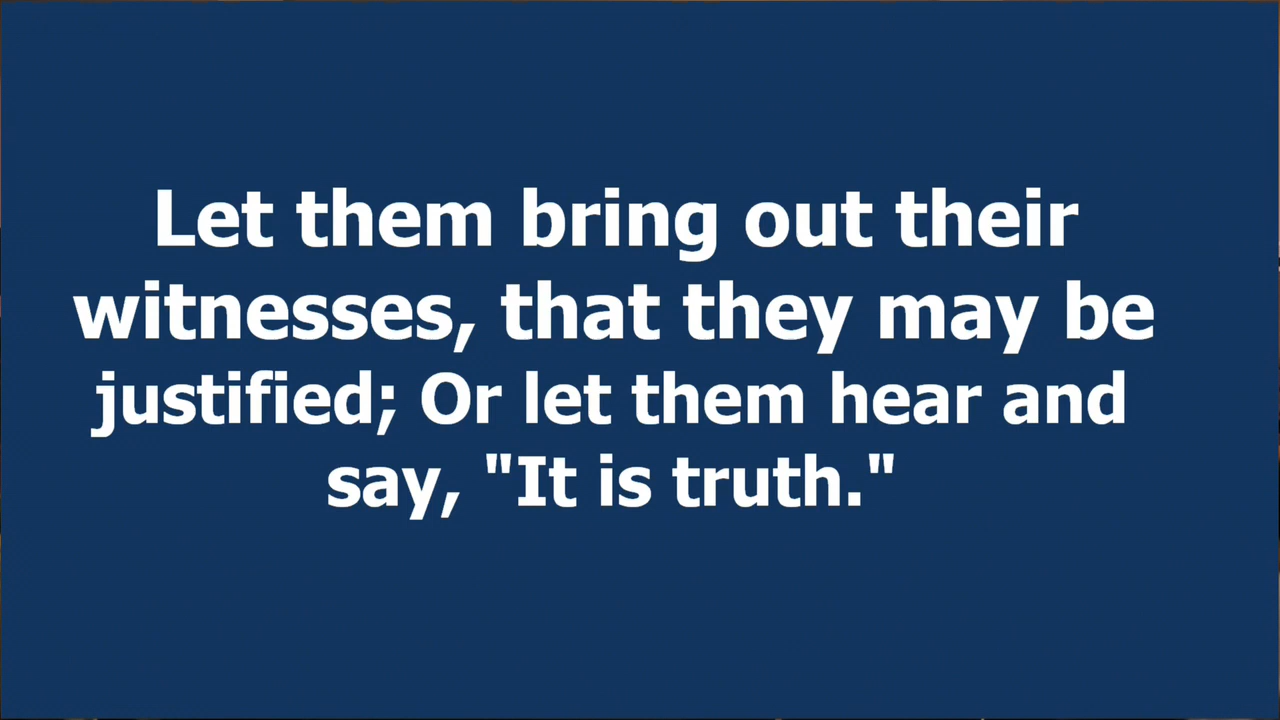 Let them bring out their
witnesses, that they may be
justified; Or let them hear and
say, "It is truth."